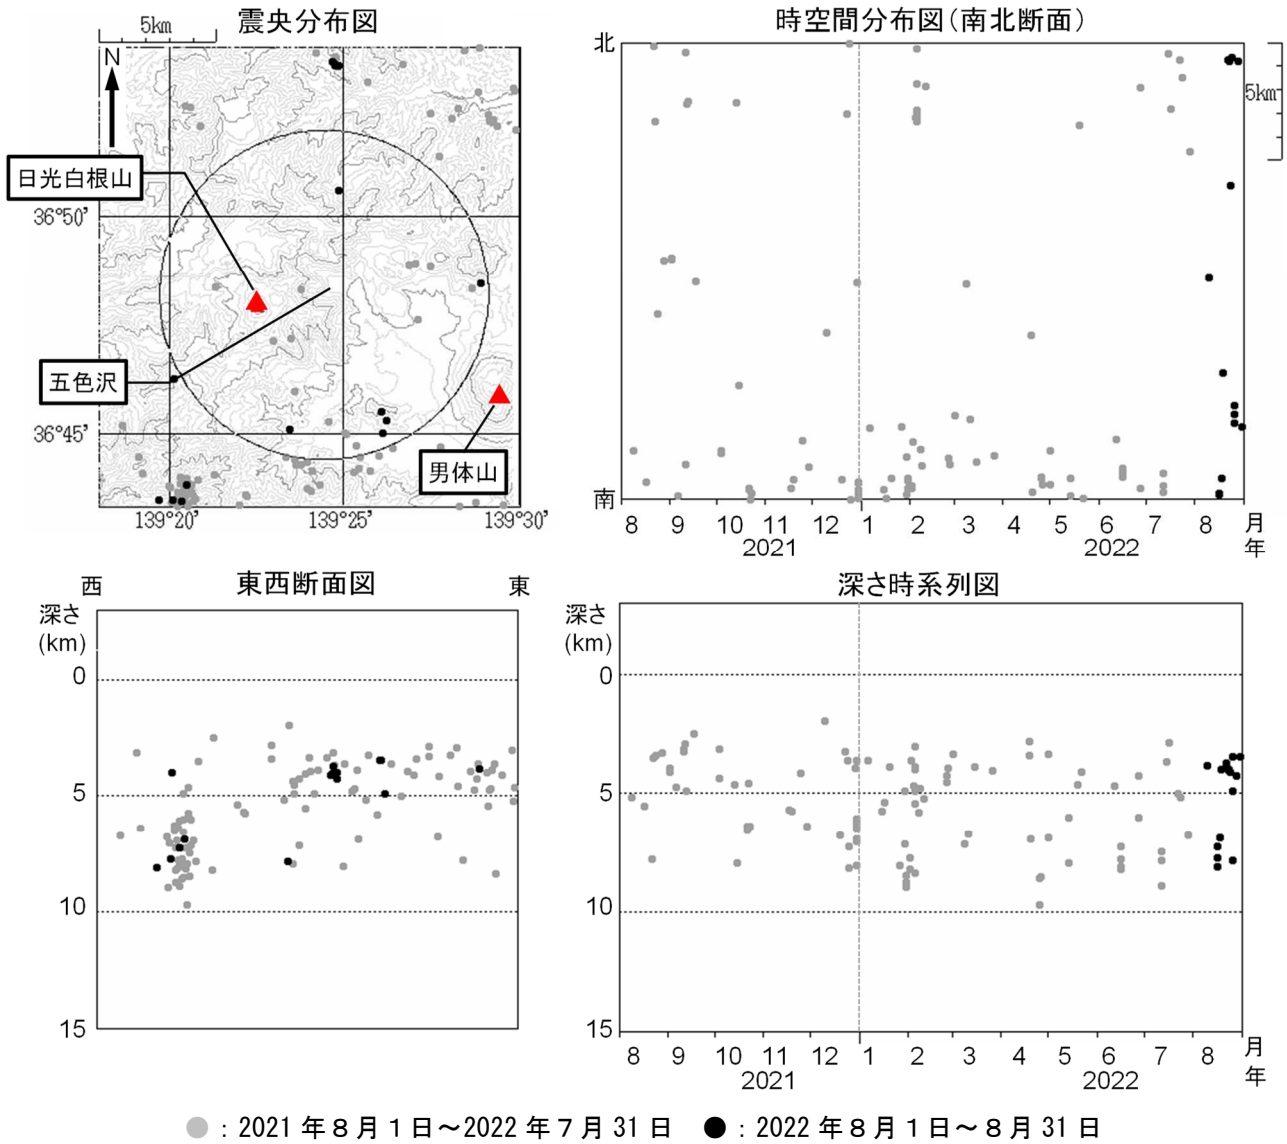 震央分布図
5km
N
日光白根山
36°50′
五色沢
36°45′
男体山
139°20′ 139°25′ 139°30′
時空間分布図(南北断面)
北
5km
南
8 9 10 11 12 1 2 3 4 5 6 7 8 月
2021 2022 年
東西断面図
西 東
深さ
(km)
0
5
10
15
深さ時系列図
深さ
(km)
0
5
10
15
8 9 10 11 12 1 2 3 4 5 6 7 8 月
2021 2022 年
●:2021年8月1日~2022年7月31日 ●:2022年8月1日~8月31日